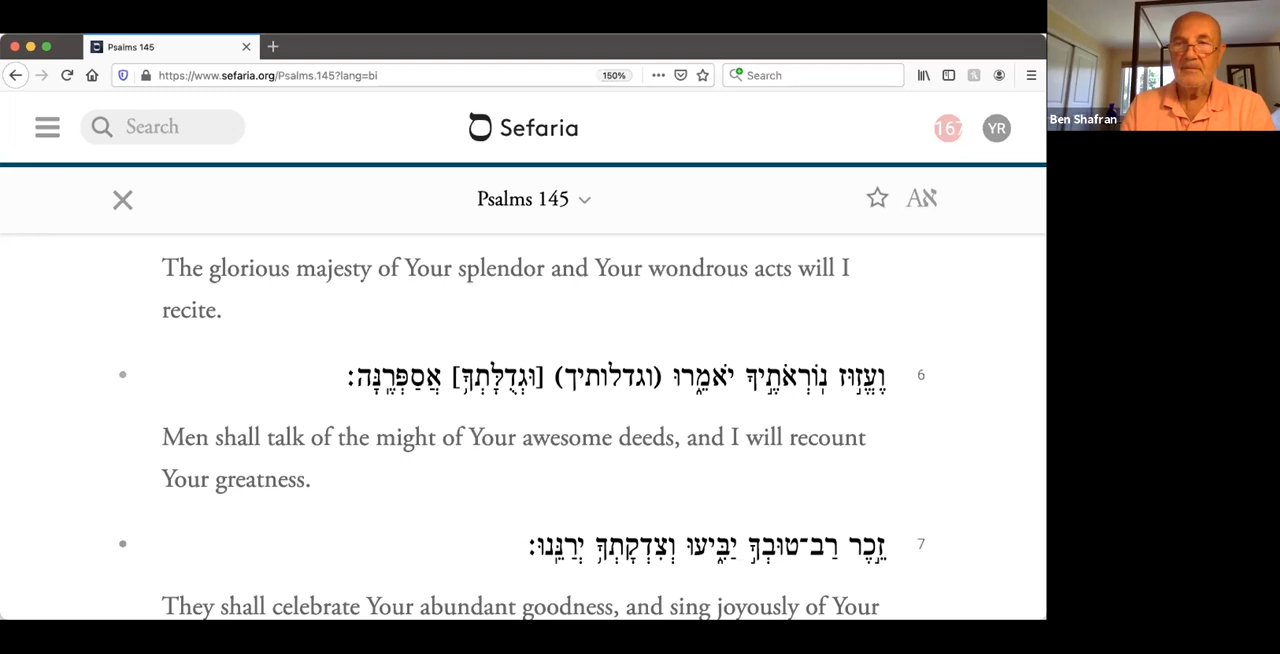 Psalms 145
https://www.sefaria.org/Psalms.145?lang=bi
150%
Search
Search
Sefaria
167
YR
Psalms 145
Aא
The glorious majesty of Your splendor and Your wondrous acts will I
recite.
וֶעֱז֣וּז נֽוֹרְאֹתֶ֣יךָ יֹאמֵ֑רוּ (וגדלותיך) [וּגְדֻלָּתְךָ֥] אֲסַפְּרֶֽנָּה׃
6
Men shall talk of the might of Your awesome deeds, and I will recount
Your greatness.
זֵ֣כֶר רַב־טוּבְךָ֣ יַבִּ֑יעוּ וְצִדְקָתְךָ֥ יְרַנֵּֽנוּ׃
7
They shall celebrate Your abundant goodness, and sing joyously of Your
Ben Shafran